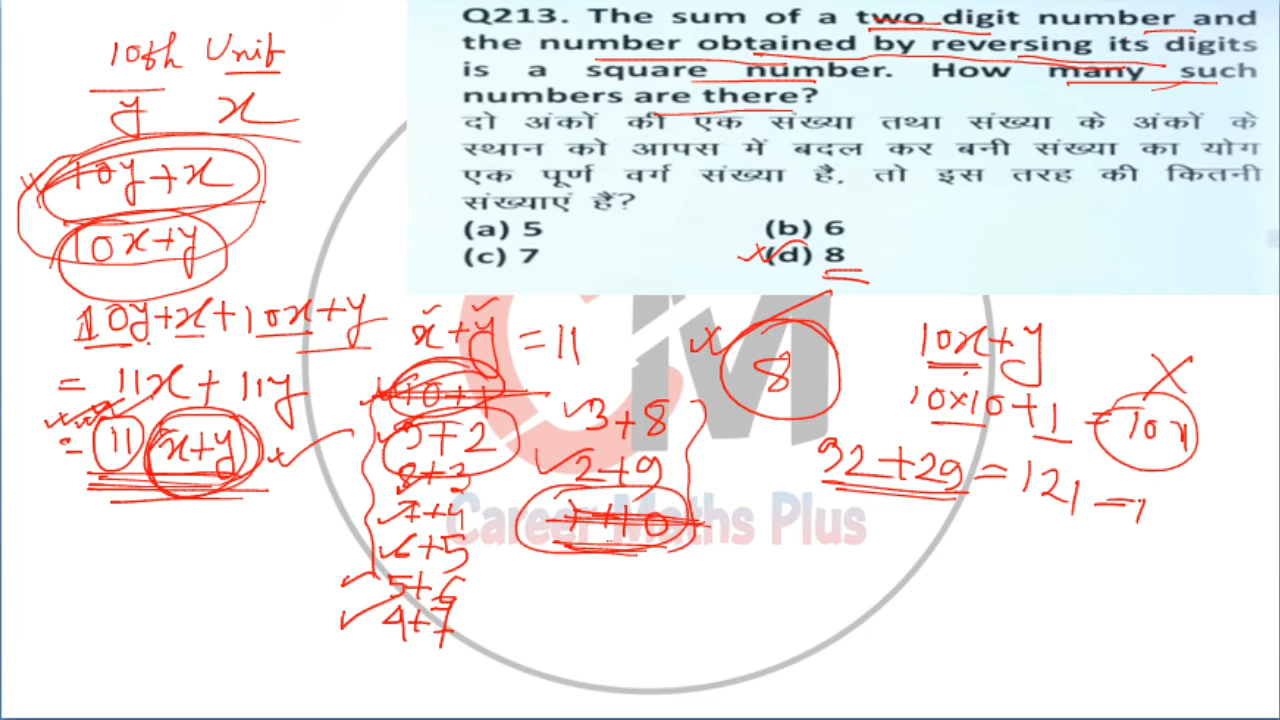 Q213. The sum of a two digit number and
the number obtained by reversing its digits
is a square number. How many such
numbers are there?
दो अंकों की एक संख्या तथा संख्या के अंकों के
स्थान को आपस में बदल कर बनी संख्या का योग
एक पूर्ण वर्ग संख्या है, तो इस तरह की कितनी
संख्याएं हैं?
(a) 5
(b) 6
(c) 7
(d) 8
10th Unit
y x
10y+x
10x+y
10y+x+10x+y
= 11x + 11y
= 11 (x+y)
x+y = 11
10+1
9+2
8+3
7+4
6+5
5+6
4+7
3+8
2+9
1+10
8
10x+y
10x10+1 = 101
92+29 = 121 =
Career Maths Plus